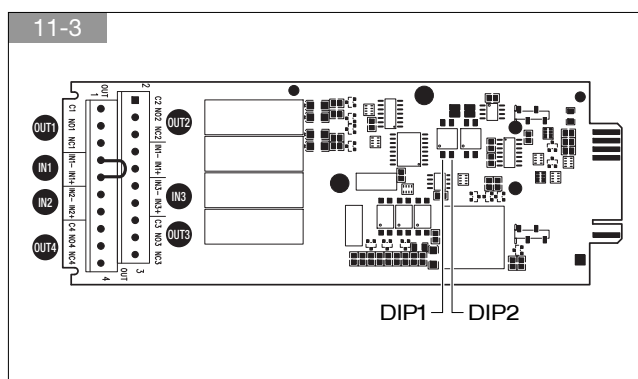 11-3
OUT
1
2
C1 NO1 NC1
IN1- IN1+
IN2- IN2+
C4 NO4 NC4
4
C2 NO2 NC2
IN1- IN1+
IN3- IN3+
C3 NO3 NC3
OUT
3
OUT1
IN1
IN2
OUT4
OUT2
IN3
OUT3
DIP1 DIP2